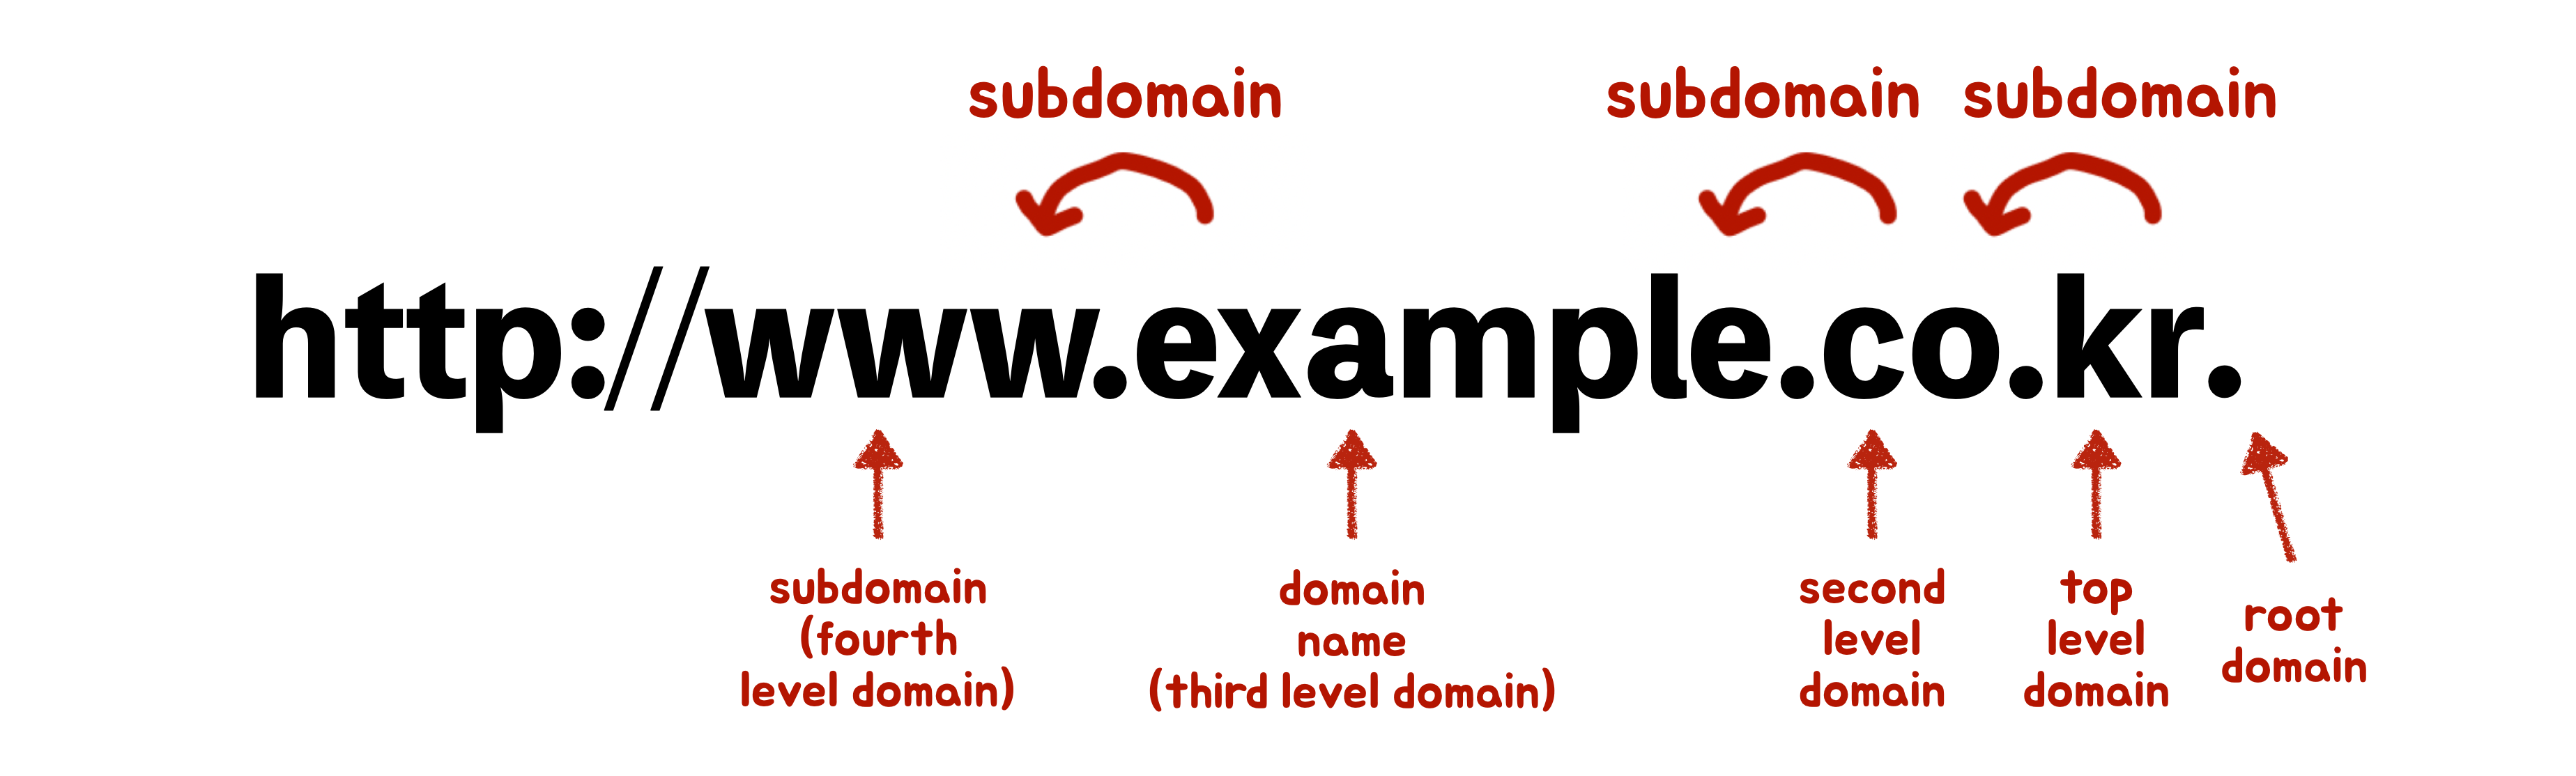 subdomain subdomain subdomain
http://www.example.co.kr.
subdomain
(fourth
level domain)
domain
name
(third level domain)
second
level
domain
top
level
domain
root
domain